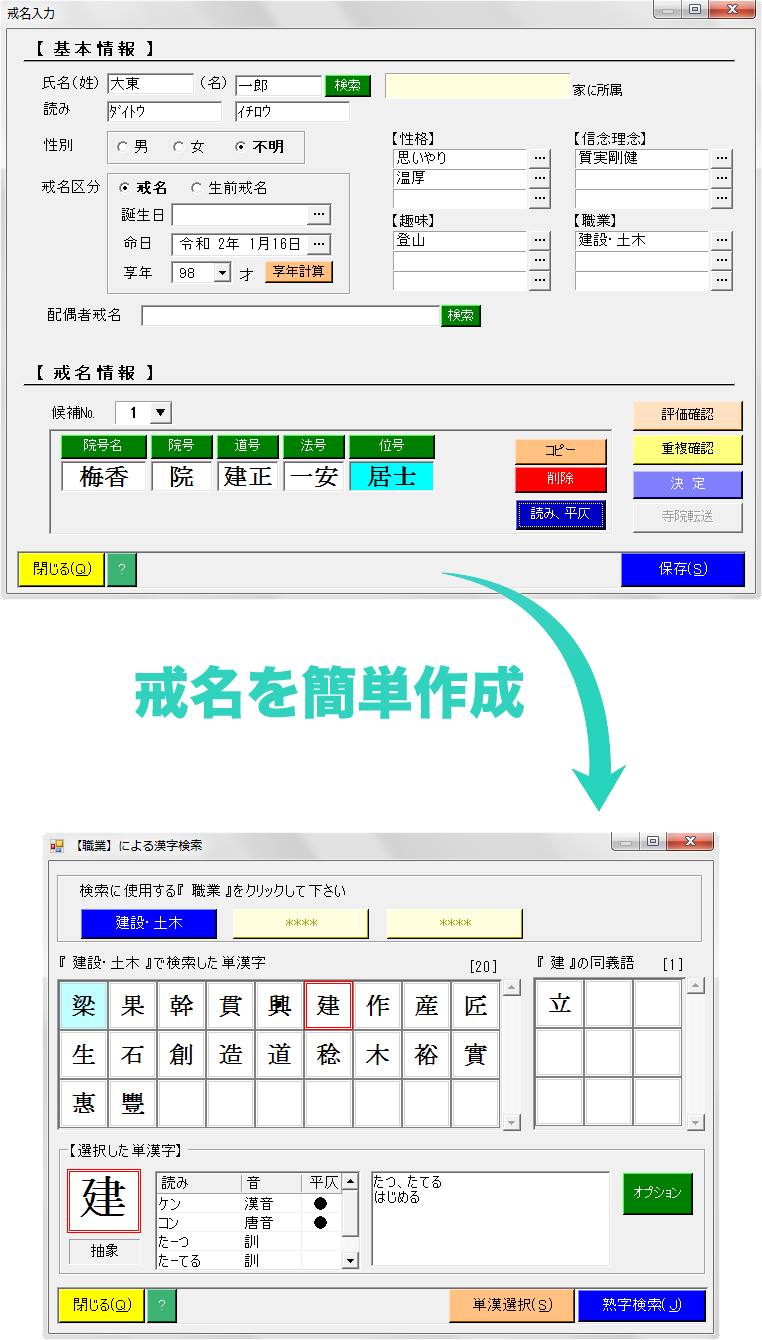 戒名入力
【 基本情報 】
氏名(姓) 大東 (名) 一郎 検索 家に所属
読み ﾀﾞｲﾄｳ ｲﾁﾛｳ
性別 男 女 不明
戒名区分 戒名 生前戒名
誕生日 ...
命日 令和 2年 1月16日 ...
享年 98 才 享年計算
【性格】
思いやり ...
温厚 ...
...
【信念理念】
質実剛健 ...
...
...
【趣味】
登山 ...
...
...
【職業】
建設・土木 ...
...
...
配偶者戒名 検索
【 戒名情報 】
候補No. 1
院号名 院号 道号 法号 位号
梅香 院 建正 一安 居士
コピー
削除
読み、平仄
評価確認
重複確認
決 定
寺院転送
閉じる(Q) ? 保存(S)
戒名を簡単作成
【職業】による漢字検索
検索に使用する『 職業 』をクリックして下さい
建設・土木 **** ****
『 建設・土木 』で検索した単漢字 [20]
梁 果 幹 貫 興 建 作 産 匠
生 石 創 造 道 稔 木 裕 實
惠 豐
『 建 』の同義語 [1]
立
【選択した単漢字】
建
抽象
読み 音 平仄
ケン 漢音 ●
コン 唐音 ●
たーつ 訓
たーてる 訓
たつ、たてる
はじめる
オプション
閉じる(Q) ? 単漢選択(S) 熟字検索(J)